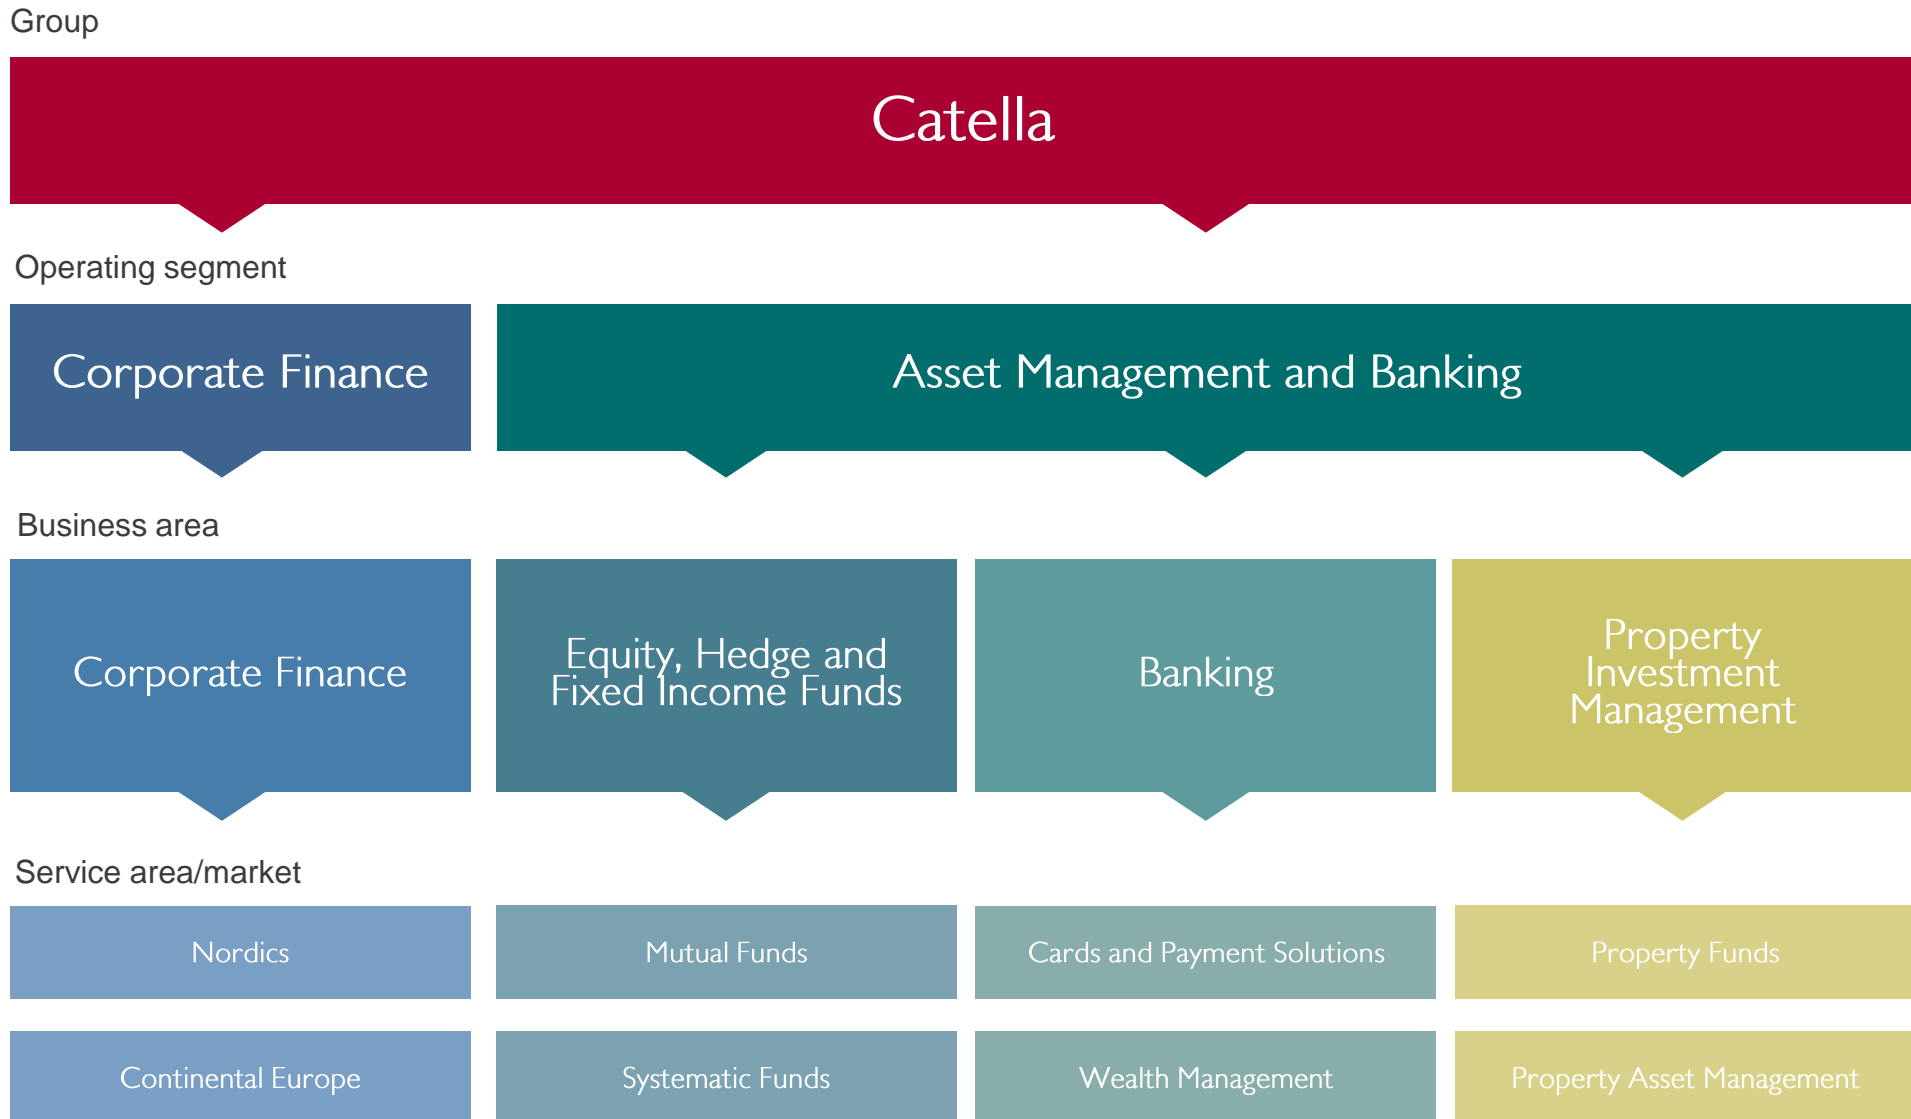 Group
Catella
Operating segment
Corporate Finance
Asset Management and Banking
Business area
Corporate Finance
Equity, Hedge and
Fixed Income Funds
Banking
Property
Investment
Management
Service area/market
Nordics
Mutual Funds
Cards and Payment Solutions
Property Funds
Continental Europe
Systematic Funds
Wealth Management
Property Asset Management